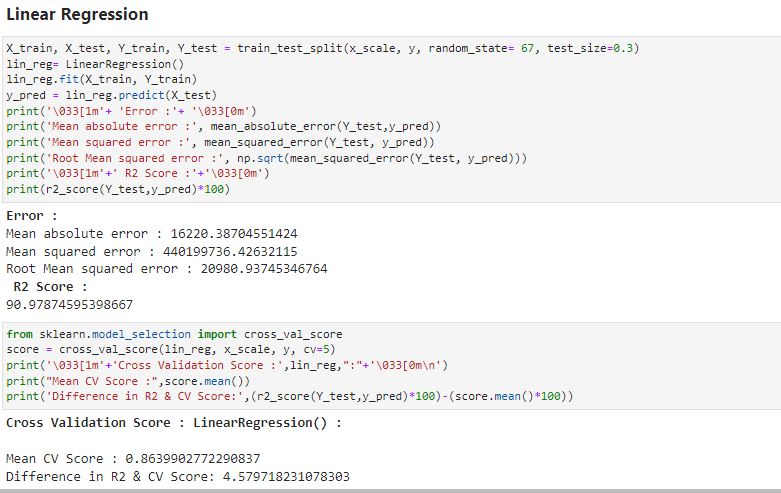 Linear Regression
X_train, X_test, Y_train, Y_test = train_test_split(x_scale, y, random_state= 67, test_size=0.3)
lin_reg= LinearRegression()
lin_reg.fit(X_train, Y_train)
y_pred = lin_reg.predict(X_test)
print('\033[1m'+ 'Error :'+ '\033[0m')
print('Mean absolute error :', mean_absolute_error(Y_test,y_pred))
print('Mean squared error :', mean_squared_error(Y_test, y_pred))
print('Root Mean squared error :', np.sqrt(mean_squared_error(Y_test, y_pred)))
print('\033[1m'+' R2 Score :'+'\033[0m')
print(r2_score(Y_test,y_pred)*100)
Error :
Mean absolute error : 16220.38704551424
Mean squared error : 440199736.42632115
Root Mean squared error : 20980.93745346764
 R2 Score :
90.97874595398667
from sklearn.model_selection import cross_val_score
score = cross_val_score(lin_reg, x_scale, y, cv=5)
print('\033[1m'+'Cross Validation Score :',lin_reg,":"+'\033[0m\n')
print("Mean CV Score :",score.mean())
print('Difference in R2 & CV Score:',(r2_score(Y_test,y_pred)*100)-(score.mean()*100))
Cross Validation Score : LinearRegression() :
Mean CV Score : 0.8639902772290837
Difference in R2 & CV Score: 4.579718231078303